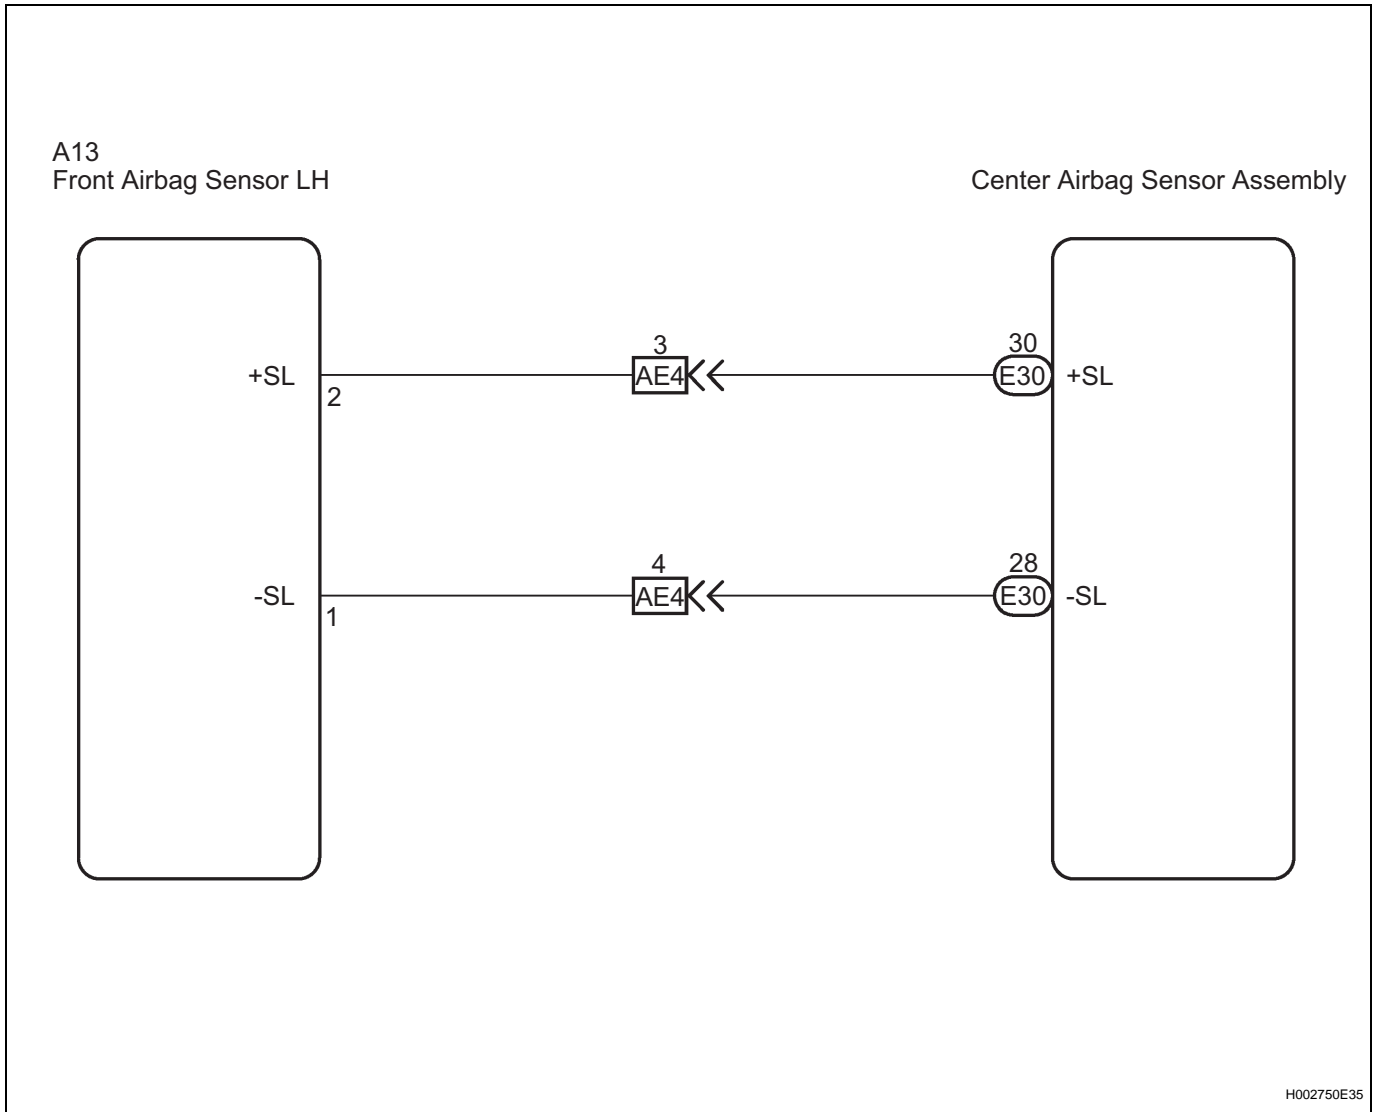 A13
Front Airbag Sensor LH
Center Airbag Sensor Assembly
3
30
+SL
AE4
E30
+SL
2
4
28
-SL
AE4
E30
-SL
1
H002750E35